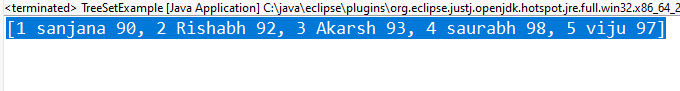 <terminated> TreeSetExample [Java Application] C:\java\eclipse\plugins\org.eclipse.justj.openjdk.hotspot.jre.full.win32.x86_64_2
[1 sanjana 90, 2 Rishabh 92, 3 Akarsh 93, 4 saurabh 98, 5 viju 97]